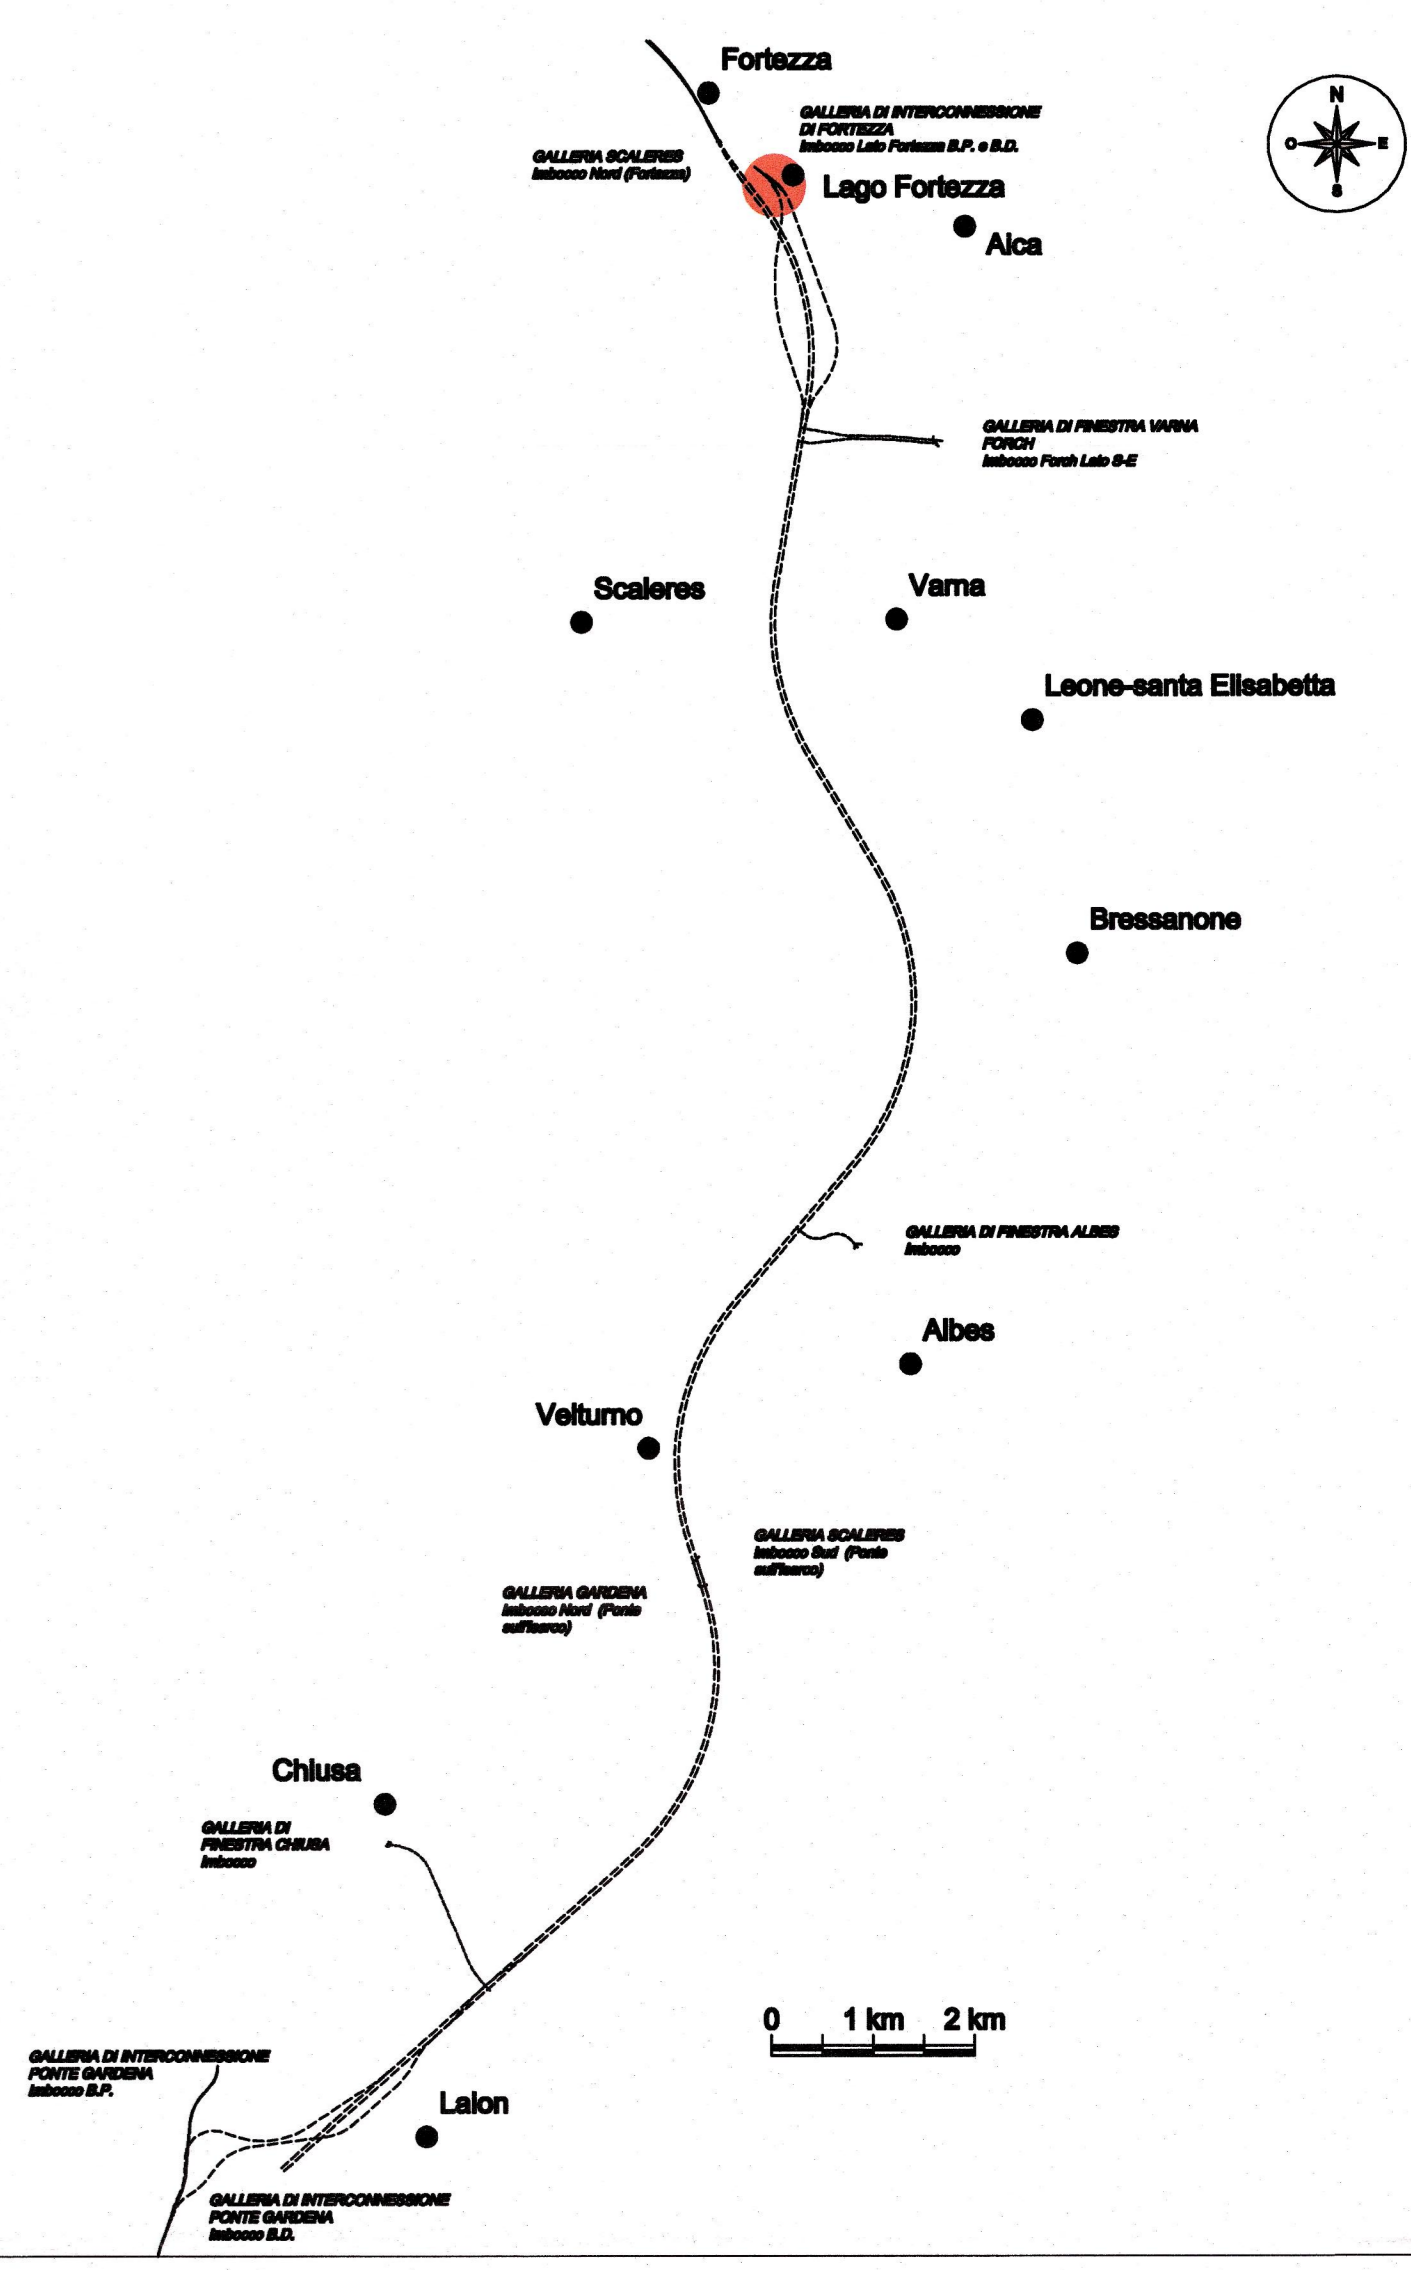 Fortezza
N
O
E
S
GALLERIA DI INTERCONNESSIONE
DI FORTEZZA
Imbocco Lato Fortezza B.P. e B.D.
GALLERIA SCALERES
Imbocco Nord (Fortezza)
Lago Fortezza
Aica
GALLERIA DI FINESTRA VARNA
FORCH
Imbocco Forch Lato S-E
Scaleres
Varna
Leone-santa Elisabetta
Bressanone
GALLERIA DI FINESTRA ALBES
Imbocco
Albes
Velturno
GALLERIA SCALERES
Imbocco Sud (Ponte
sull'Isarco)
GALLERIA GARDENA
Imbocco Nord (Ponte
sull'Isarco)
Chiusa
GALLERIA DI
FINESTRA CHIUSA
Imbocco
0 1 km 2 km
GALLERIA DI INTERCONNESSIONE
PONTE GARDENA
Imbocco B.P.
Laion
GALLERIA DI INTERCONNESSIONE
PONTE GARDENA
Imbocco B.D.